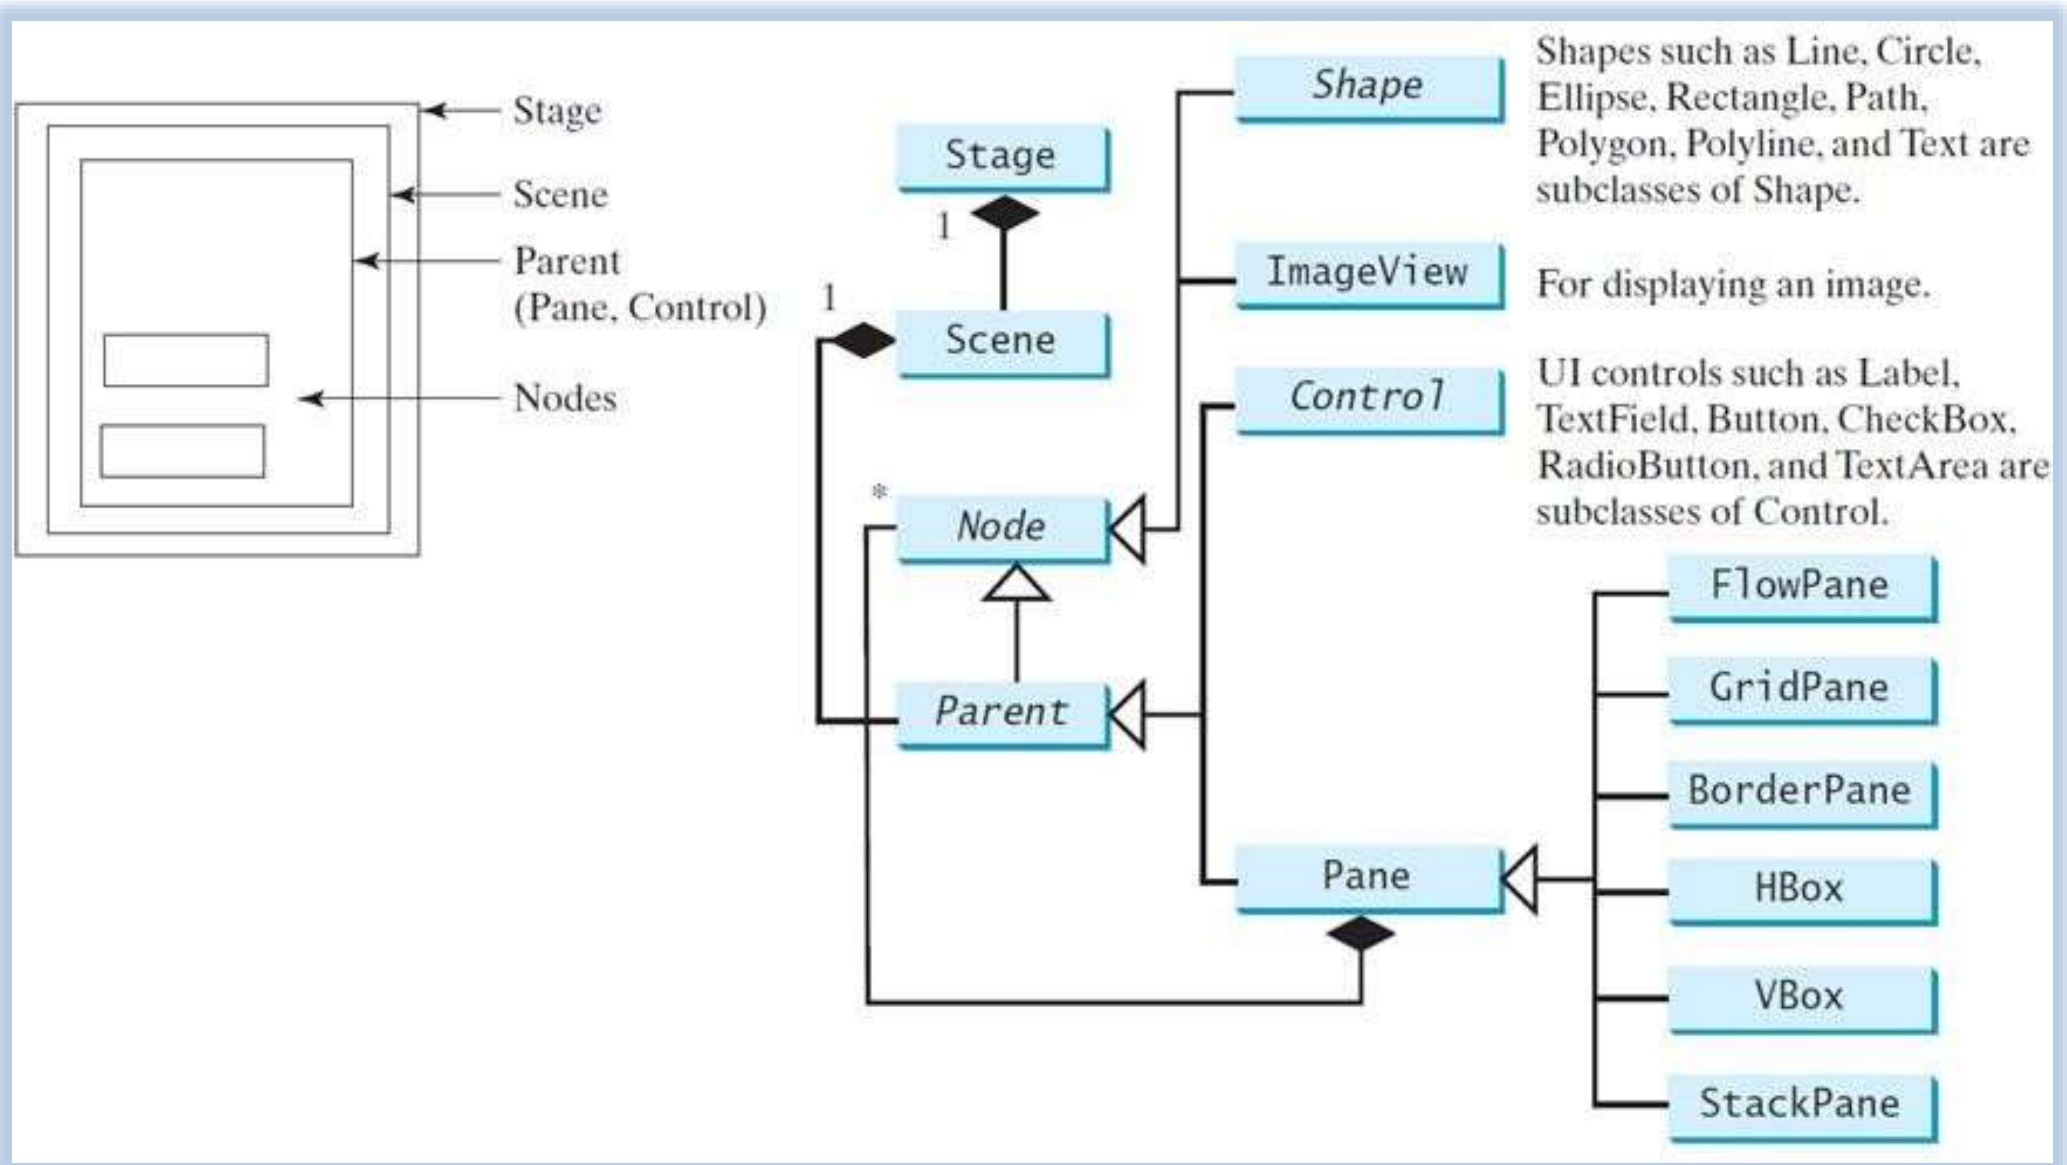 Stage
Scene
Parent
(Pane, Control)
Nodes
Stage
1
1
Scene
*
Node
Parent
Shape
Shapes such as Line, Circle,
Ellipse, Rectangle, Path,
Polygon, Polyline, and Text are
subclasses of Shape.
ImageView
For displaying an image.
Control
UI controls such as Label,
TextField, Button, CheckBox,
RadioButton, and TextArea are
subclasses of Control.
Pane
FlowPane
GridPane
BorderPane
HBox
VBox
StackPane